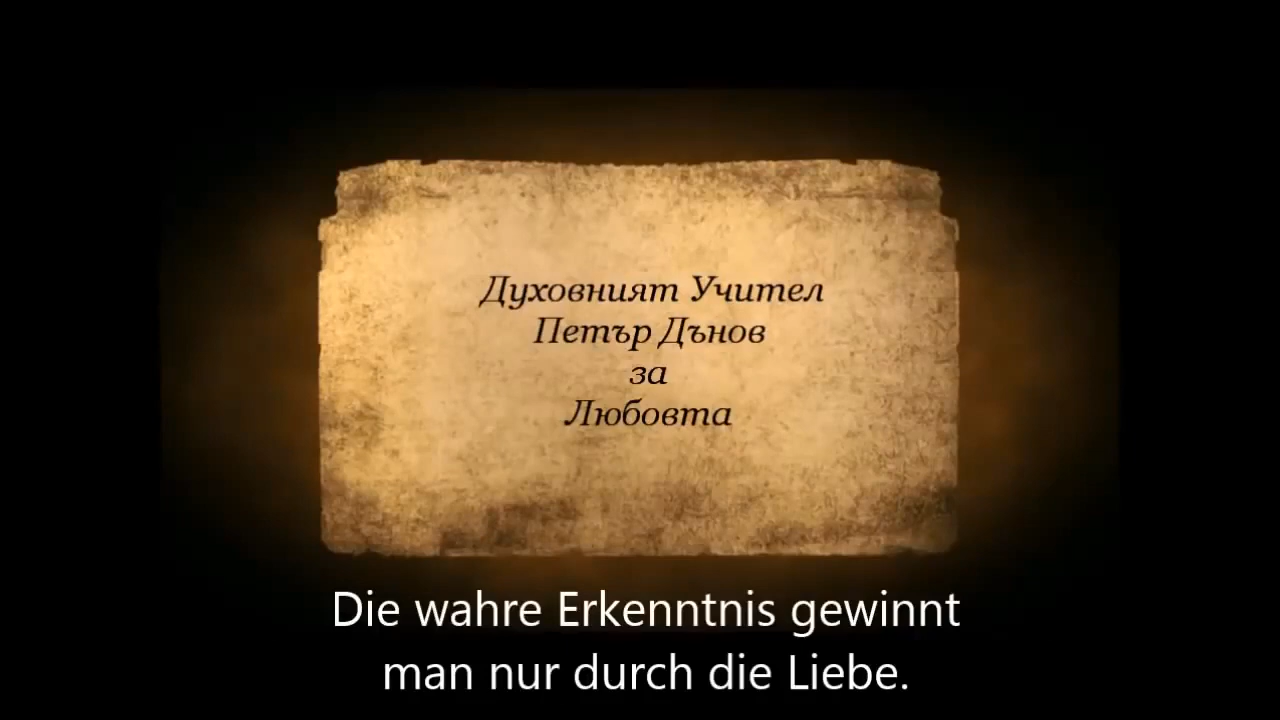 Духовният Учител
Петър Дънов
за
Любовта
Die wahre Erkenntnis gewinnt
man nur durch die Liebe.